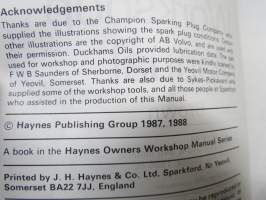 Acknowledgements
Thanks are due to the Champion Sparking Plug Company who
supplied the illustrations showing the spark plug conditions. Certain
other illustrations are the copyright of AB Volvo, and are used with
their permission. Duckhams Oils provided lubrication data. The
used for workshop and photographic purposes were kindly
F W B Saunders of Sherborne, Dorset and the Yeovil Motor Company
of Yeovil, Somerset. Thanks are also due to Sykes-Pickavant who
supplied some of the workshop tools, and all those people at Sparkford
who assisted in the production of this Manual.
© Haynes Publishing Group 1987, 1988
A book in the Haynes Owners Workshop Manual Series
Printed by J. H. Haynes & Co. Ltd, Sparkford, Nr Yeovil,
Somerset BA22 7JJ, England